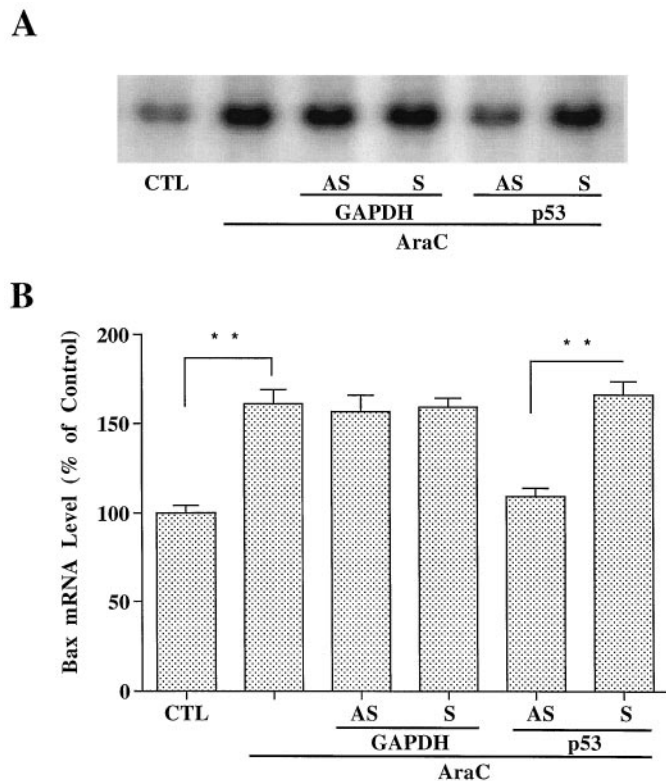 A
CTL AS S AS S
GAPDH p53
AraC
B
Bax mRNA Level (% of Control)
200
150
100
50
0
* * * *
CTL AS S AS S
GAPDH p53
AraC